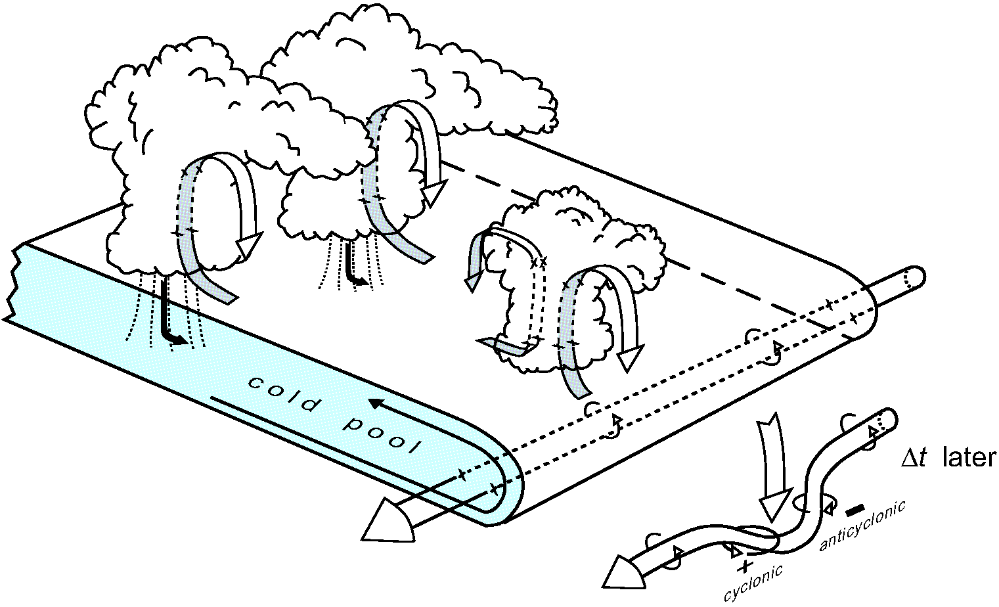 cold pool
Δt later
– anticyclonic
+
cyclonic